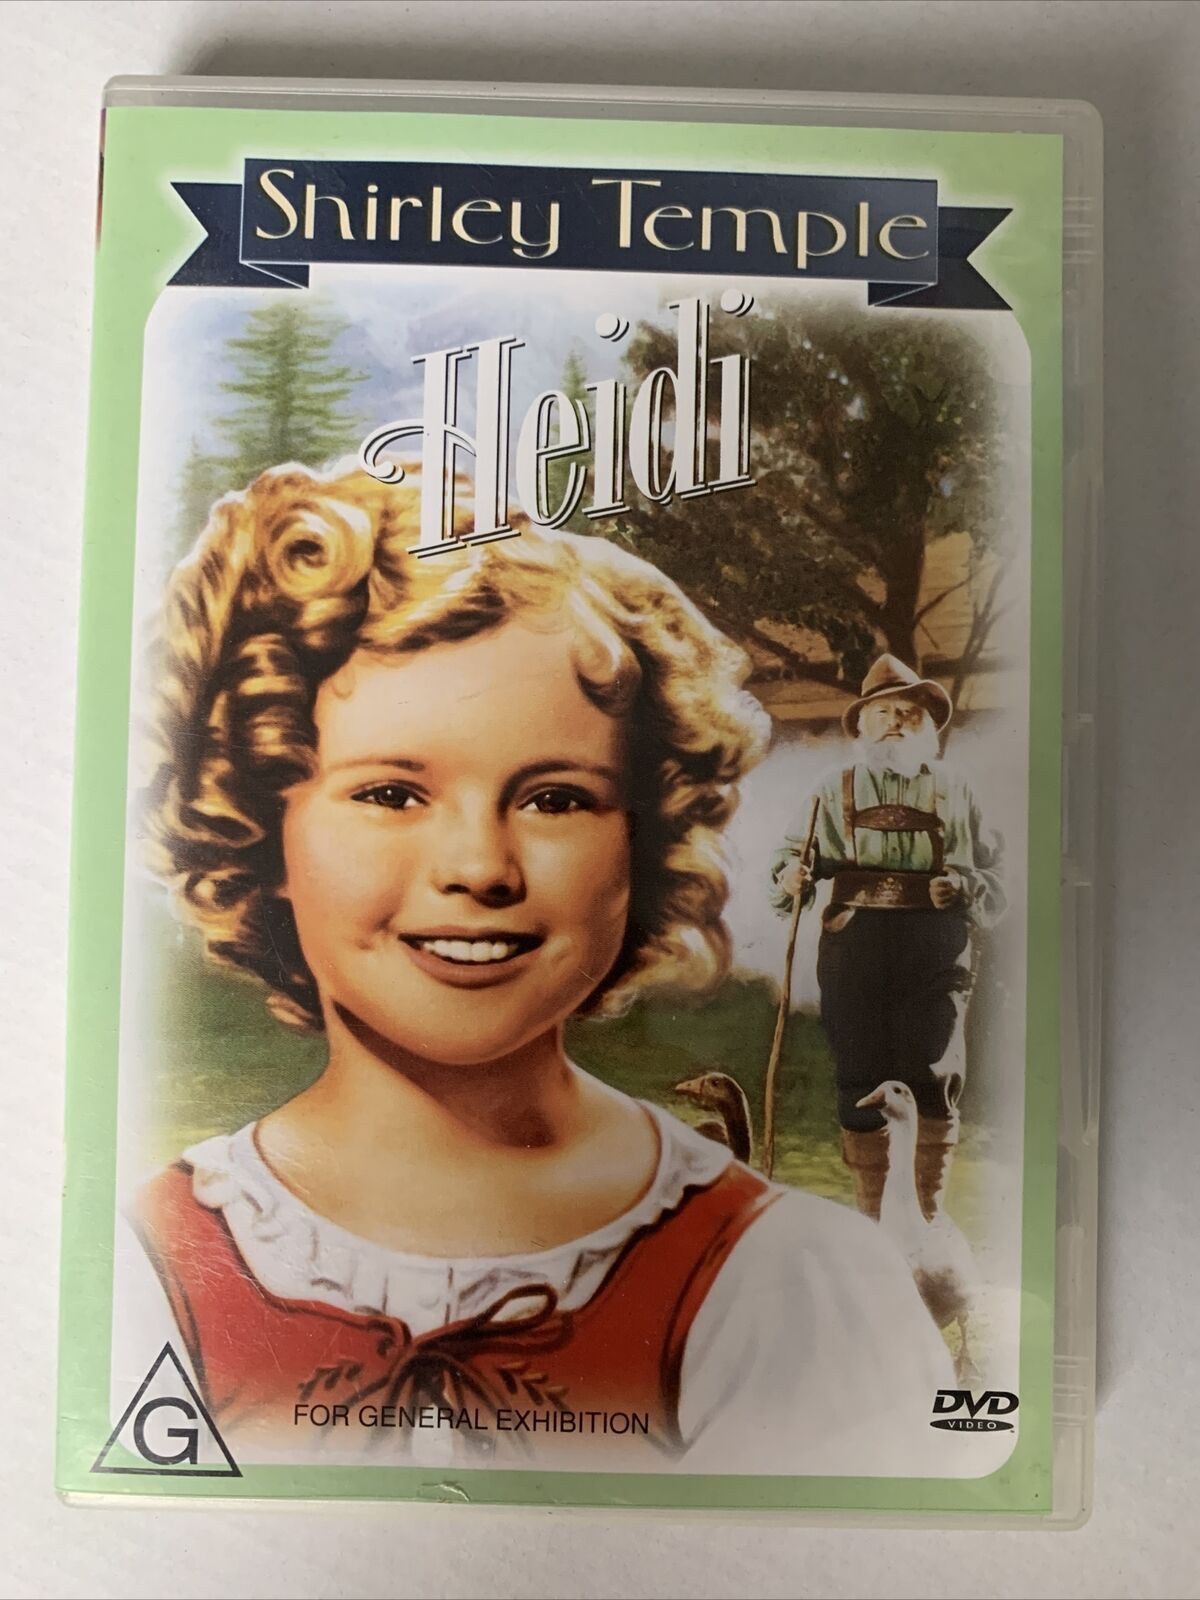 Shirley Temple
Heidi
G
FOR GENERAL EXHIBITION
DVD
VIDEO